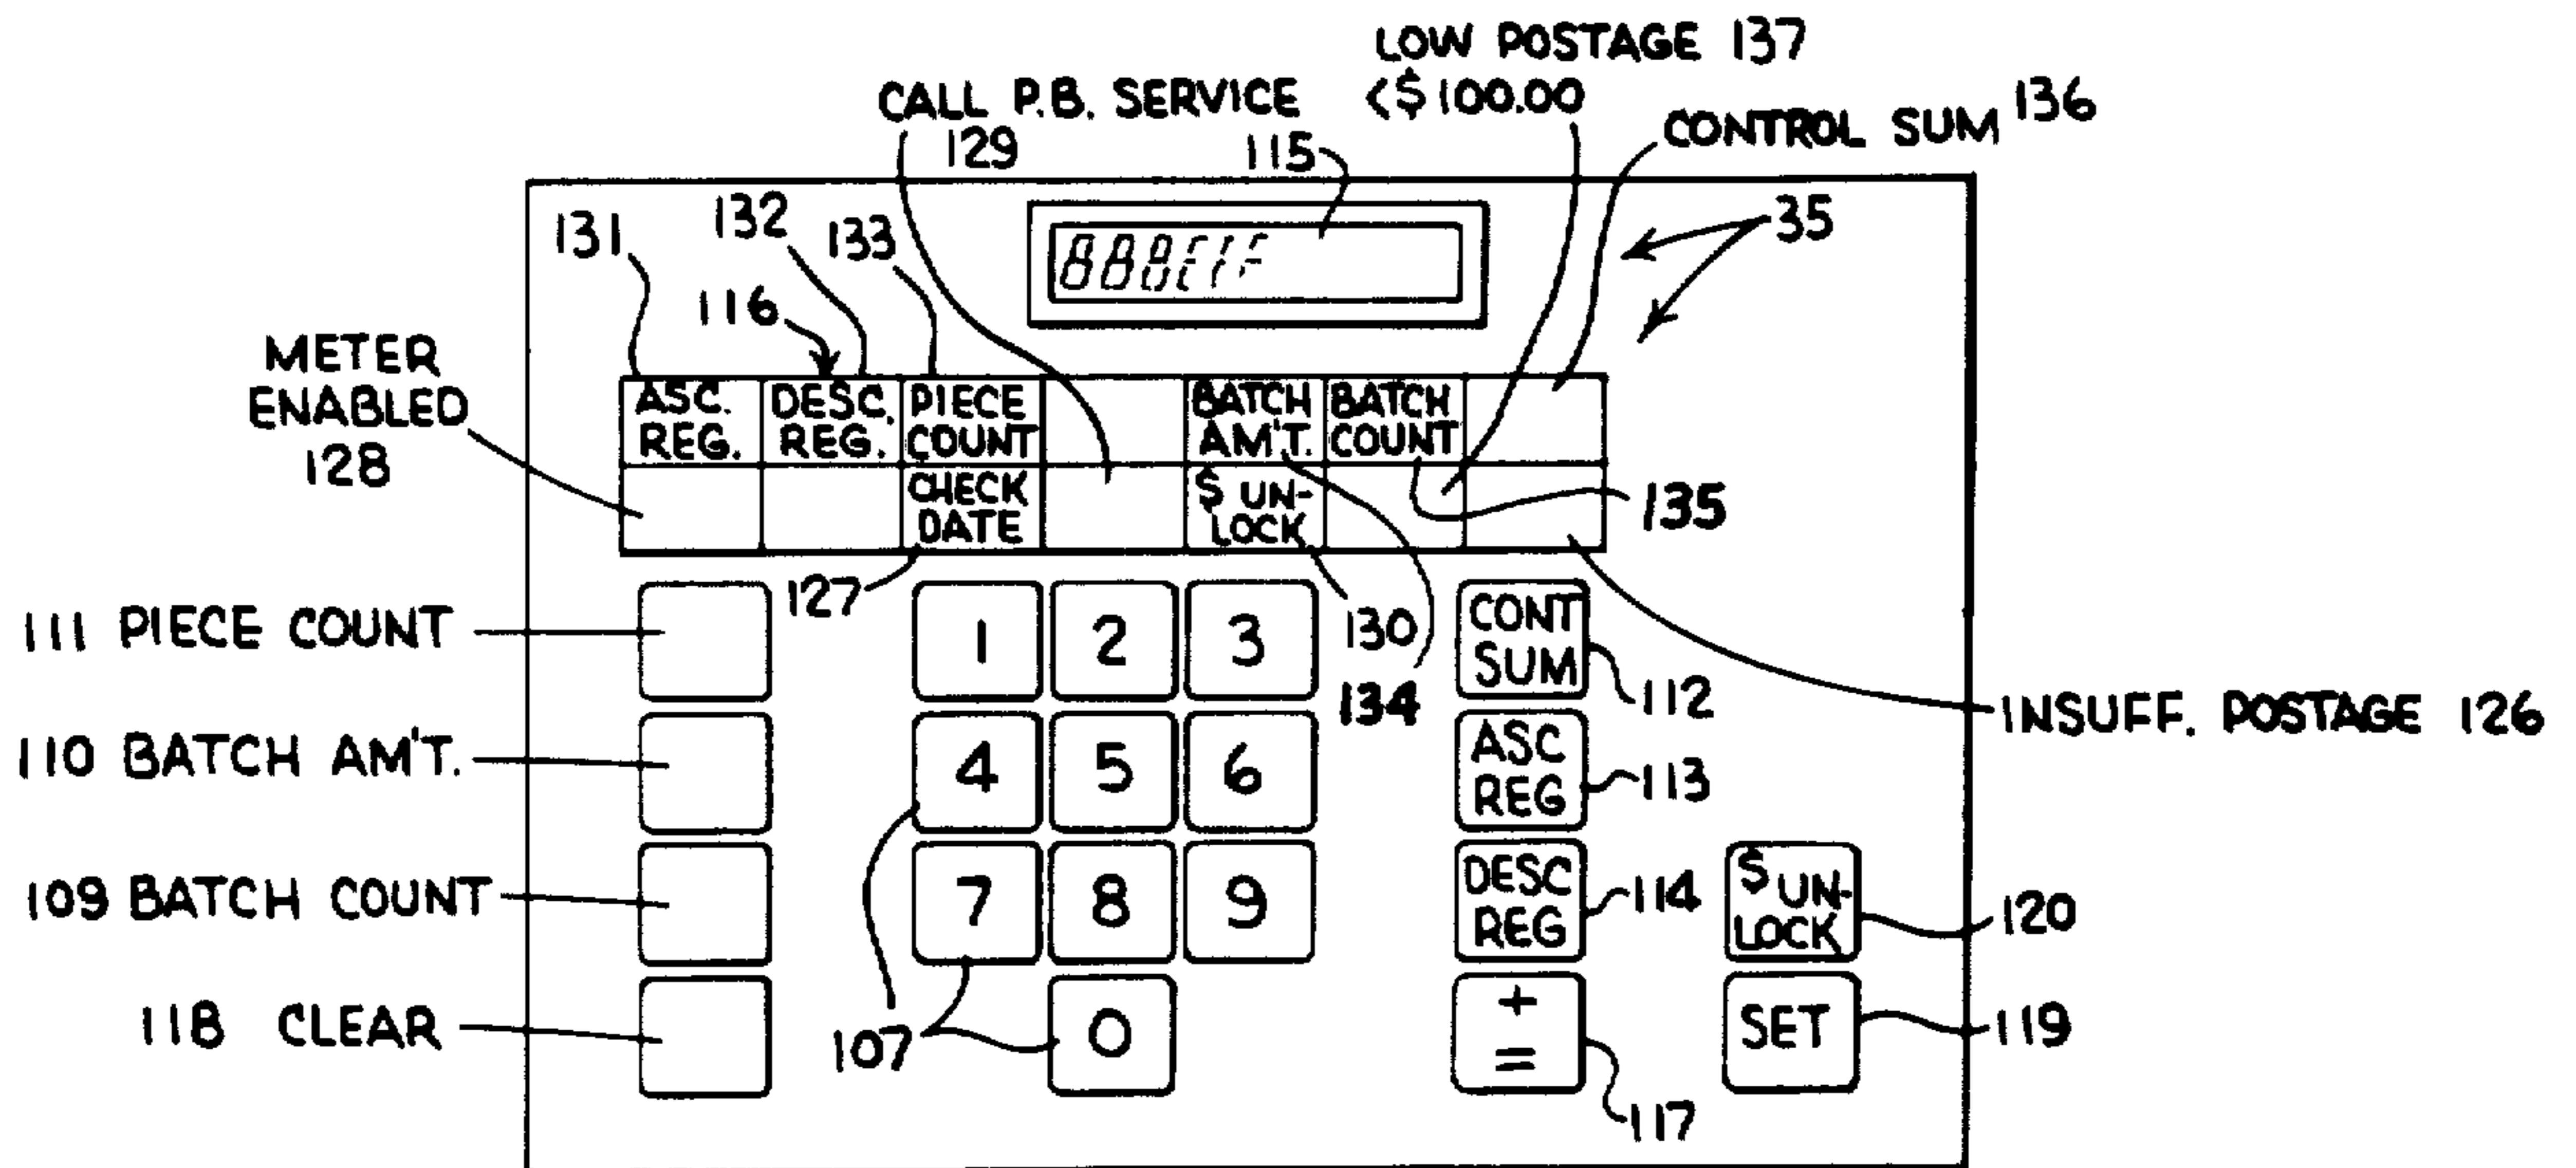 LOW POSTAGE 137
<$100.00
CALL P.B. SERVICE
129
CONTROL SUM 136
115
35
131
132
133
116
METER
ENABLED
128
ASC.
REG.
DESC.
REG.
PIECE
COUNT
BATCH
AM'T.
BATCH
COUNT
CHECK
DATE
$ UN-
LOCK
135
127
130
134
111 PIECE COUNT
1
2
3
CONT
SUM
112
INSUFF. POSTAGE 126
110 BATCH AM'T.
4
5
6
ASC
REG
113
109 BATCH COUNT
7
8
9
DESC
REG
114
$ UN-
LOCK
120
118 CLEAR
107
0
+
=
117
SET
119